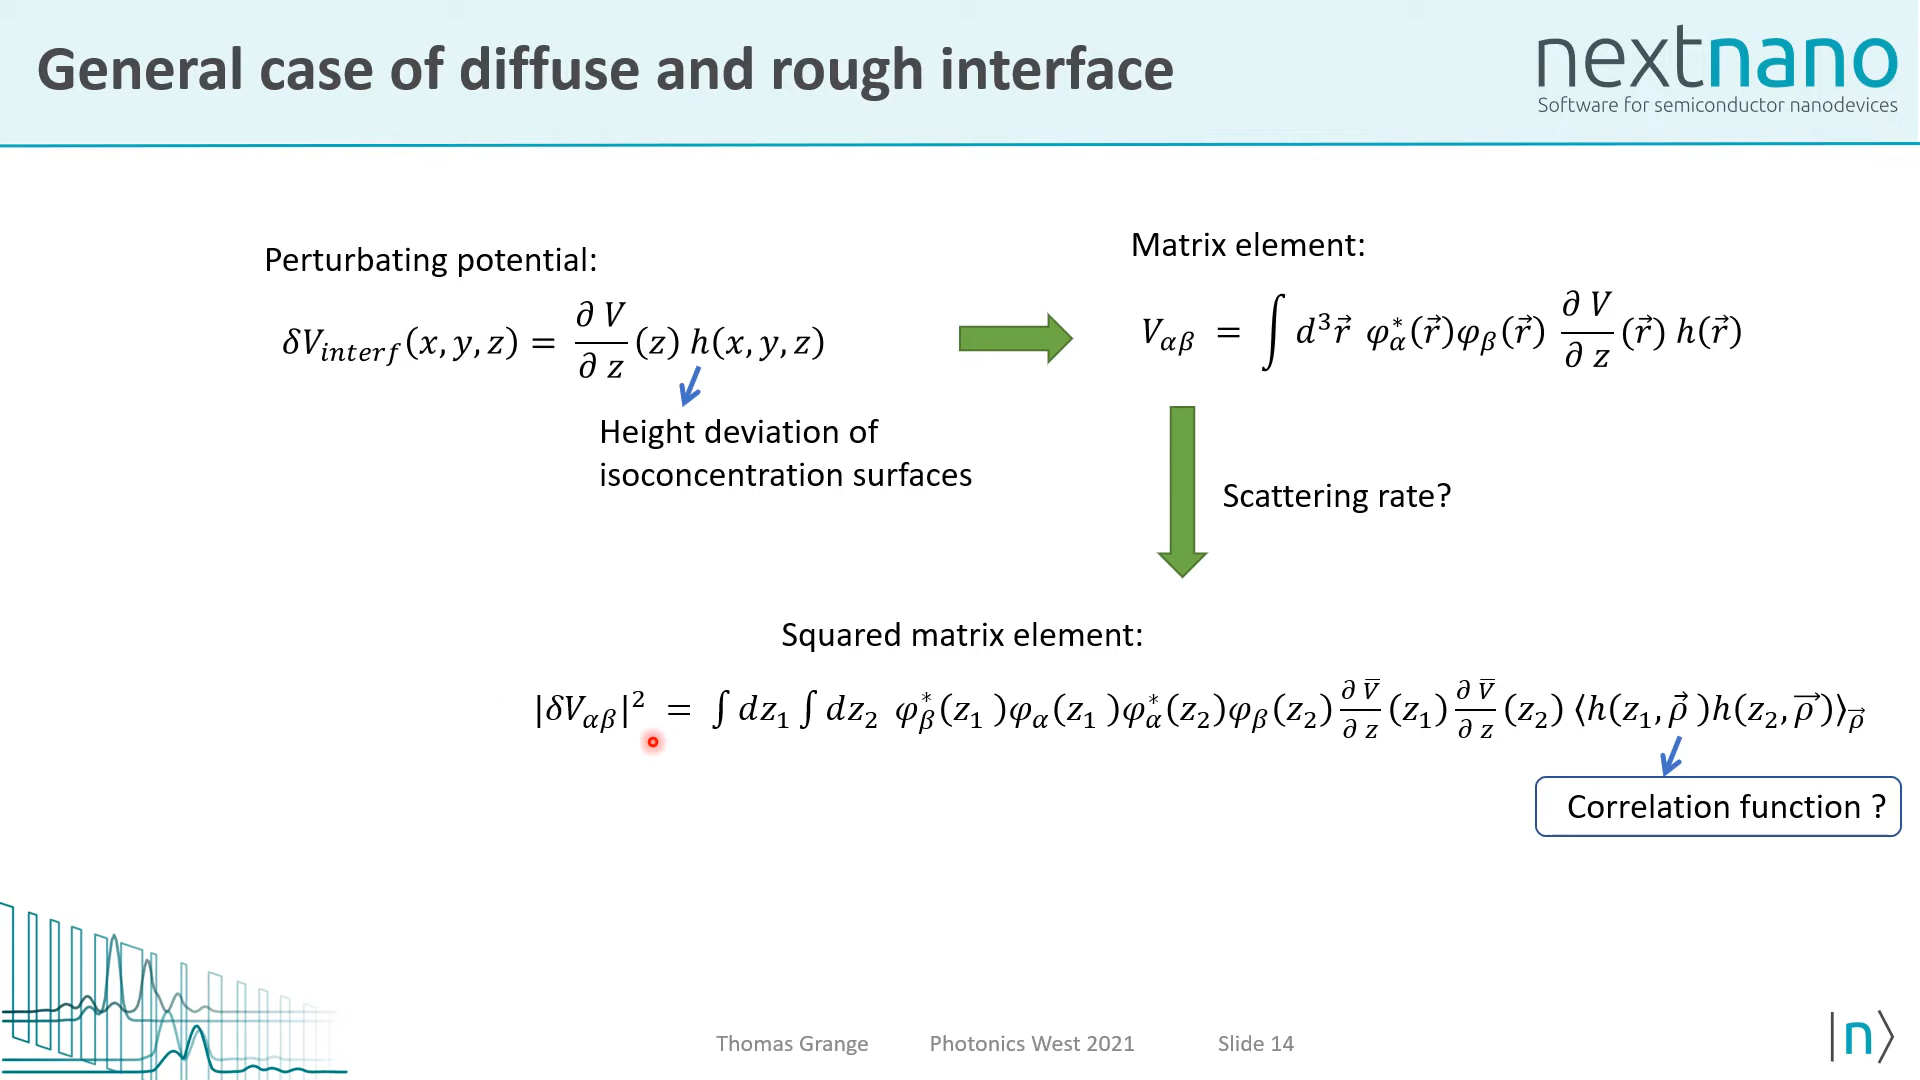 General case of diffuse and rough interface
nextnano
Software for semiconductor nanodevices
Perturbating potential:
δV_interf(x, y, z) = ∂ V/∂ z (z) h(x, y, z)
Height deviation of
isoconcentration surfaces
Matrix element:
V_αβ = ∫ d³r⃗ φ*_α(r⃗)φ_β(r⃗) ∂ V/∂ z (r⃗) h(r⃗)
Scattering rate?
Squared matrix element:
|δV_αβ|² = ∫ dz₁ ∫ dz₂ φ*_β(z₁ )φ_α(z₁ )φ*_α(z₂)φ_β(z₂) ∂ V̅/∂ z (z₁) ∂ V̅/∂ z (z₂) ⟨h(z₁, ρ⃗ )h(z₂, ρ⃗)⟩_ρ⃗
Correlation function ?
Thomas Grange Photonics West 2021 Slide 14
|n⟩